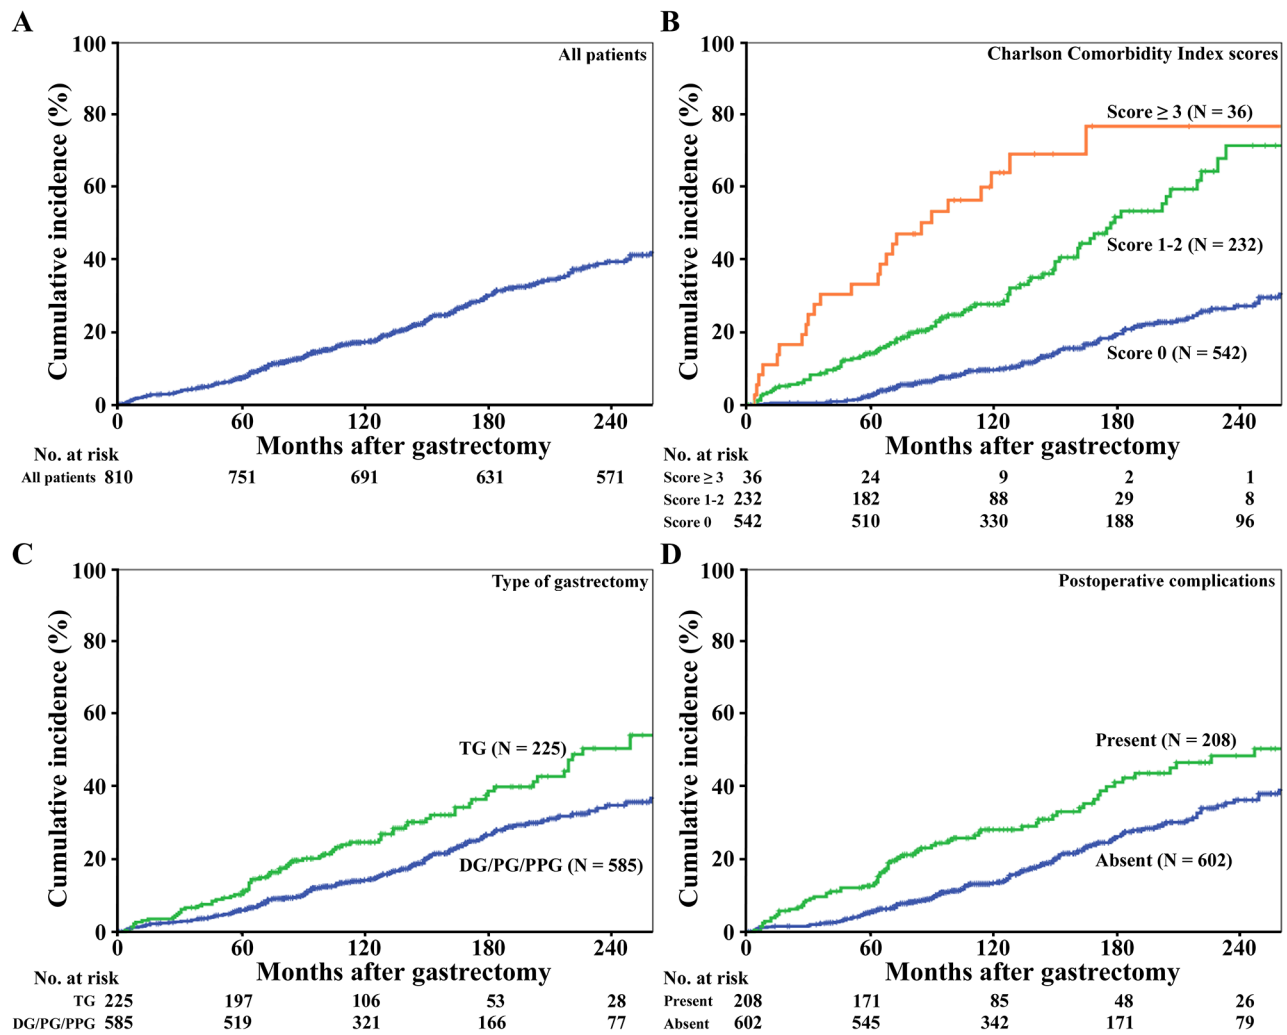 A
All patients
100
80
60
40
20
0
Cumulative incidence (%)
0 60 120 180 240
Months after gastrectomy
No. at risk
All patients 810 751 691 631 571
B
Charlson Comorbidity Index scores
100
80
60
40
20
0
Cumulative incidence (%)
Score ≥ 3 (N = 36)
Score 1-2 (N = 232)
Score 0 (N = 542)
0 60 120 180 240
Months after gastrectomy
No. at risk
Score ≥ 3 36 24 9 2 1
Score 1-2 232 182 88 29 8
Score 0 542 510 330 188 96
C
Type of gastrectomy
100
80
60
40
20
0
Cumulative incidence (%)
TG (N = 225)
DG/PG/PPG (N = 585)
0 60 120 180 240
Months after gastrectomy
No. at risk
TG 225 197 106 53 28
DG/PG/PPG 585 519 321 166 77
D
Postoperative complications
100
80
60
40
20
0
Cumulative incidence (%)
Present (N = 208)
Absent (N = 602)
0 60 120 180 240
Months after gastrectomy
No. at risk
Present 208 171 85 48 26
Absent 602 545 342 171 79